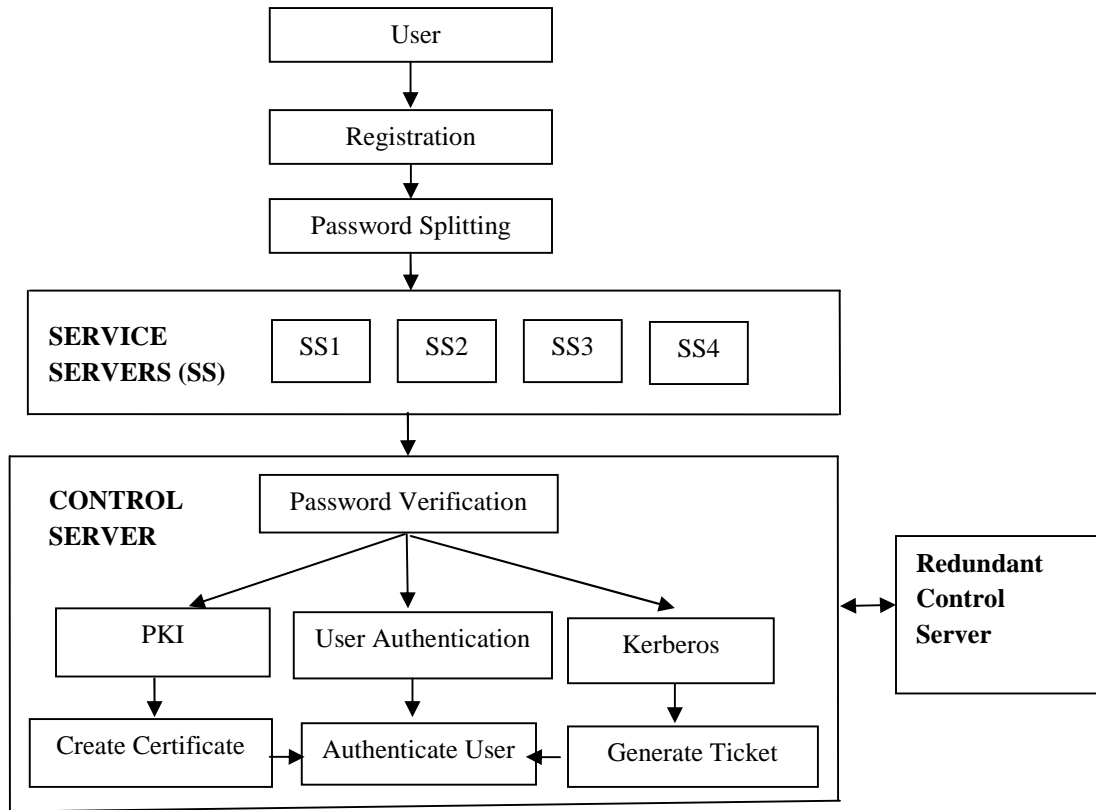 User
Registration
Password Splitting
SERVICE
SERVERS (SS)
SS1
SS2
SS3
SS4
CONTROL
SERVER
Password Verification
Redundant
Control
Server
PKI
User Authentication
Kerberos
Create Certificate
Authenticate User
Generate Ticket